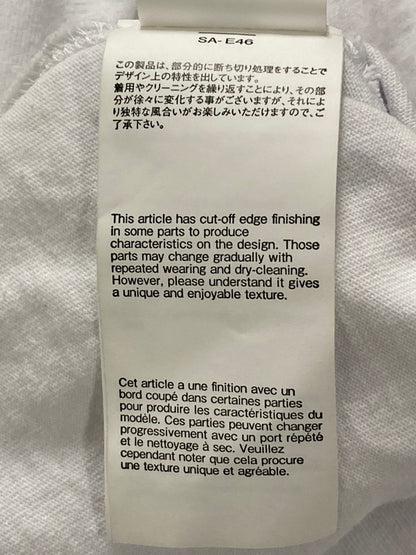 SA-E46
この製品は、部分的に断ち切り処理をすることで
デザイン上の特性を出しています。
着用やクリーニングを繰り返すことにより、その部
分が徐々に変化する事がございますが、それによ
り独特な風合いがお楽しみいただけますので、ご
了承下さい。
This article has cut-off edge finishing
in some parts to produce
characteristics on the design. Those
parts may change gradually with
repeated wearing and dry-cleaning.
However, please understand it gives
a unique and enjoyable texture.
Cet article a une finition avec un
bord coupé dans certaines parties
pour produire les caractéristiques du
modèle. Ces parties peuvent changer
progressivement avec un port répété
et le nettoyage à sec. Veuillez
cependant noter que cela procure
une texture unique et agréable.